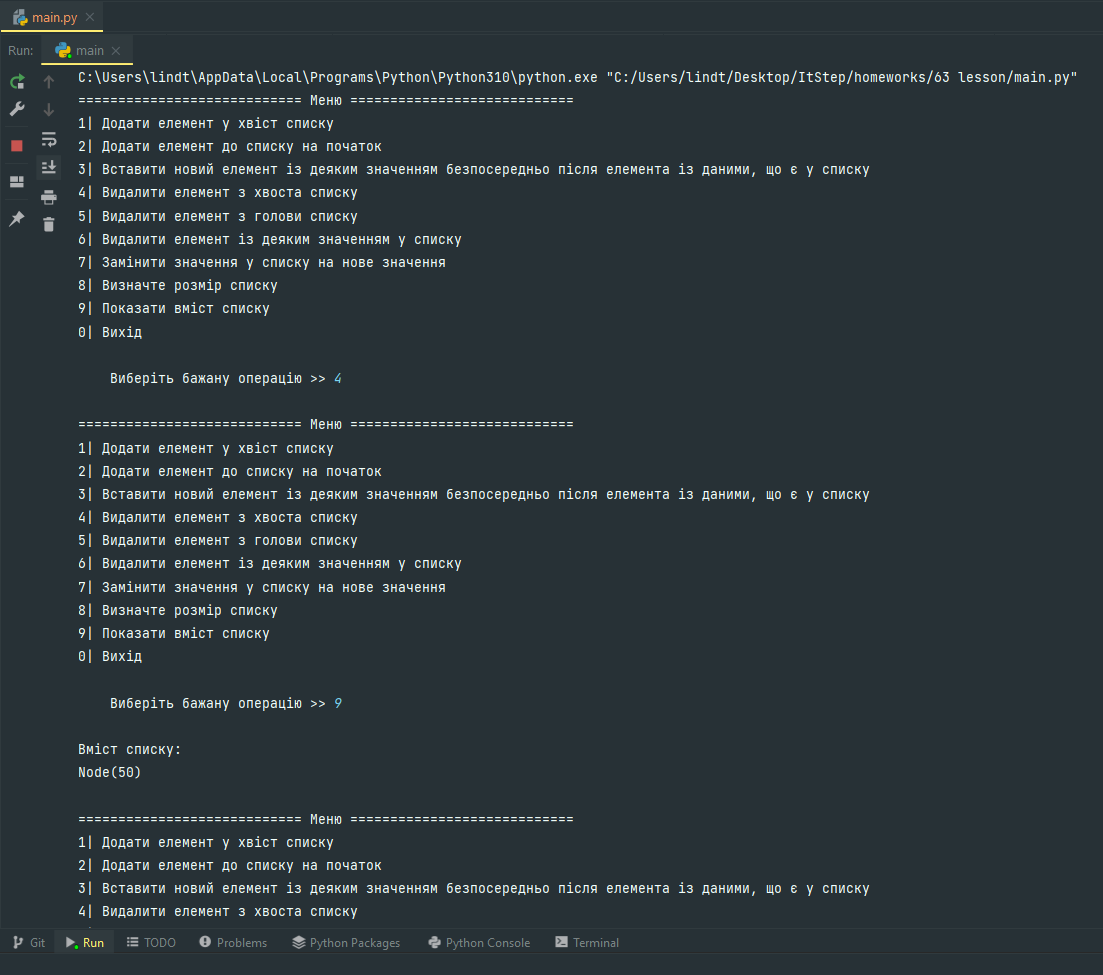 main.py
Run: main
C:\Users\lindt\AppData\Local\Programs\Python\Python310\python.exe "C:/Users/lindt/Desktop/ItStep/homeworks/63 lesson/main.py"
============================ Меню ============================
1| Додати елемент у хвіст списку
2| Додати елемент до списку на початок
3| Вставити новий елемент із деяким значенням безпосередньо після елемента із даними, що є у списку
4| Видалити елемент з хвоста списку
5| Видалити елемент з голови списку
6| Видалити елемент із деяким значенням у списку
7| Замінити значення у списку на нове значення
8| Визначте розмір списку
9| Показати вміст списку
0| Вихід
Виберіть бажану операцію >> 4
============================ Меню ============================
1| Додати елемент у хвіст списку
2| Додати елемент до списку на початок
3| Вставити новий елемент із деяким значенням безпосередньо після елемента із даними, що є у списку
4| Видалити елемент з хвоста списку
5| Видалити елемент з голови списку
6| Видалити елемент із деяким значенням у списку
7| Замінити значення у списку на нове значення
8| Визначте розмір списку
9| Показати вміст списку
0| Вихід
Виберіть бажану операцію >> 9
Вміст списку:
Node(50)
============================ Меню ============================
1| Додати елемент у хвіст списку
2| Додати елемент до списку на початок
3| Вставити новий елемент із деяким значенням безпосередньо після елемента із даними, що є у списку
4| Видалити елемент з хвоста списку
Git Run TODO Problems Python Packages Python Console Terminal